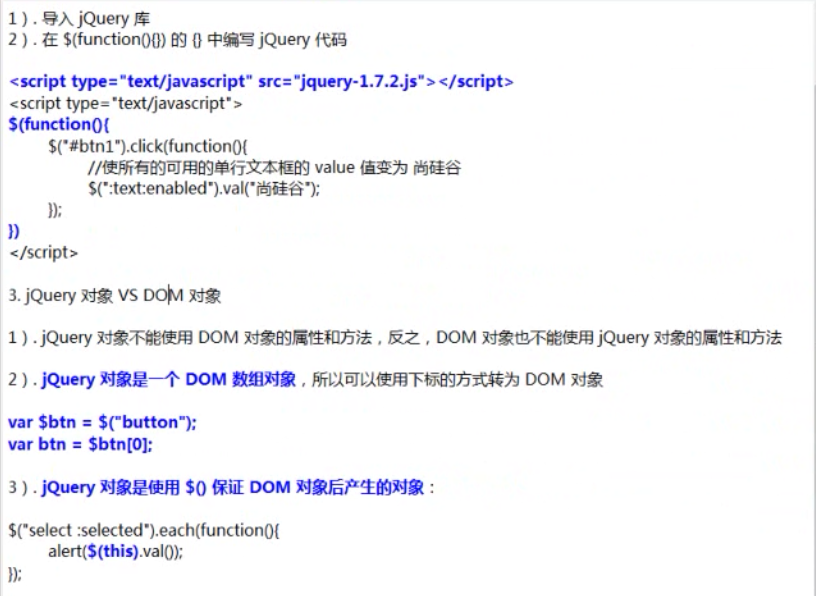 1）. 导入 jQuery 库
2）. 在 $(function(){}) 的 {} 中编写 jQuery 代码
<script type="text/javascript" src="jquery-1.7.2.js"></script>
<script type="text/javascript">
$(function(){
$("#btn1").click(function(){
//使所有的可用的单行文本框的 value 值变为 尚硅谷
$(":text:enabled").val("尚硅谷");
});
})
</script>
3. jQuery 对象 VS DOM 对象
1）. jQuery 对象不能使用 DOM 对象的属性和方法，反之，DOM 对象也不能使用 jQuery 对象的属性和方法
2）. jQuery 对象是一个 DOM 数组对象，所以可以使用下标的方式转为 DOM 对象
var $btn = $("button");
var btn = $btn[0];
3）. jQuery 对象是使用 $() 保证 DOM 对象后产生的对象：
$("select :selected").each(function(){
alert($(this).val());
});